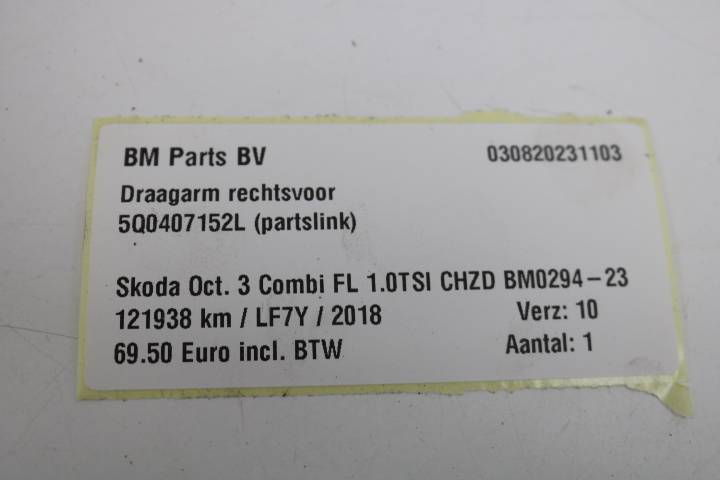 BM Parts BV 030820231103
Draagarm rechtsvoor
5Q0407152L (partslink)
Skoda Oct. 3 Combi FL 1.0TSI CHZD BM0294-23
121938 km / LF7Y / 2018 Verz: 10
69.50 Euro incl. BTW Aantal: 1